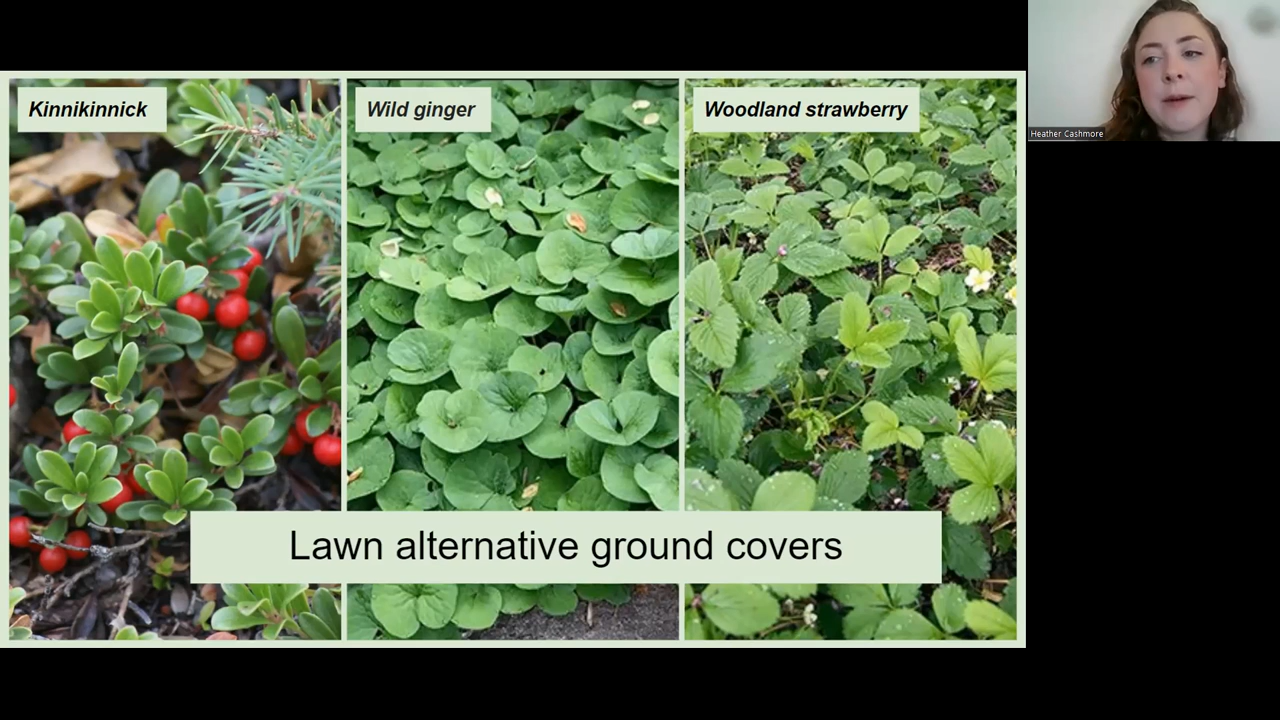 Kinnikinnick
Wild ginger
Woodland strawberry
Lawn alternative ground covers
Heather Cashmore